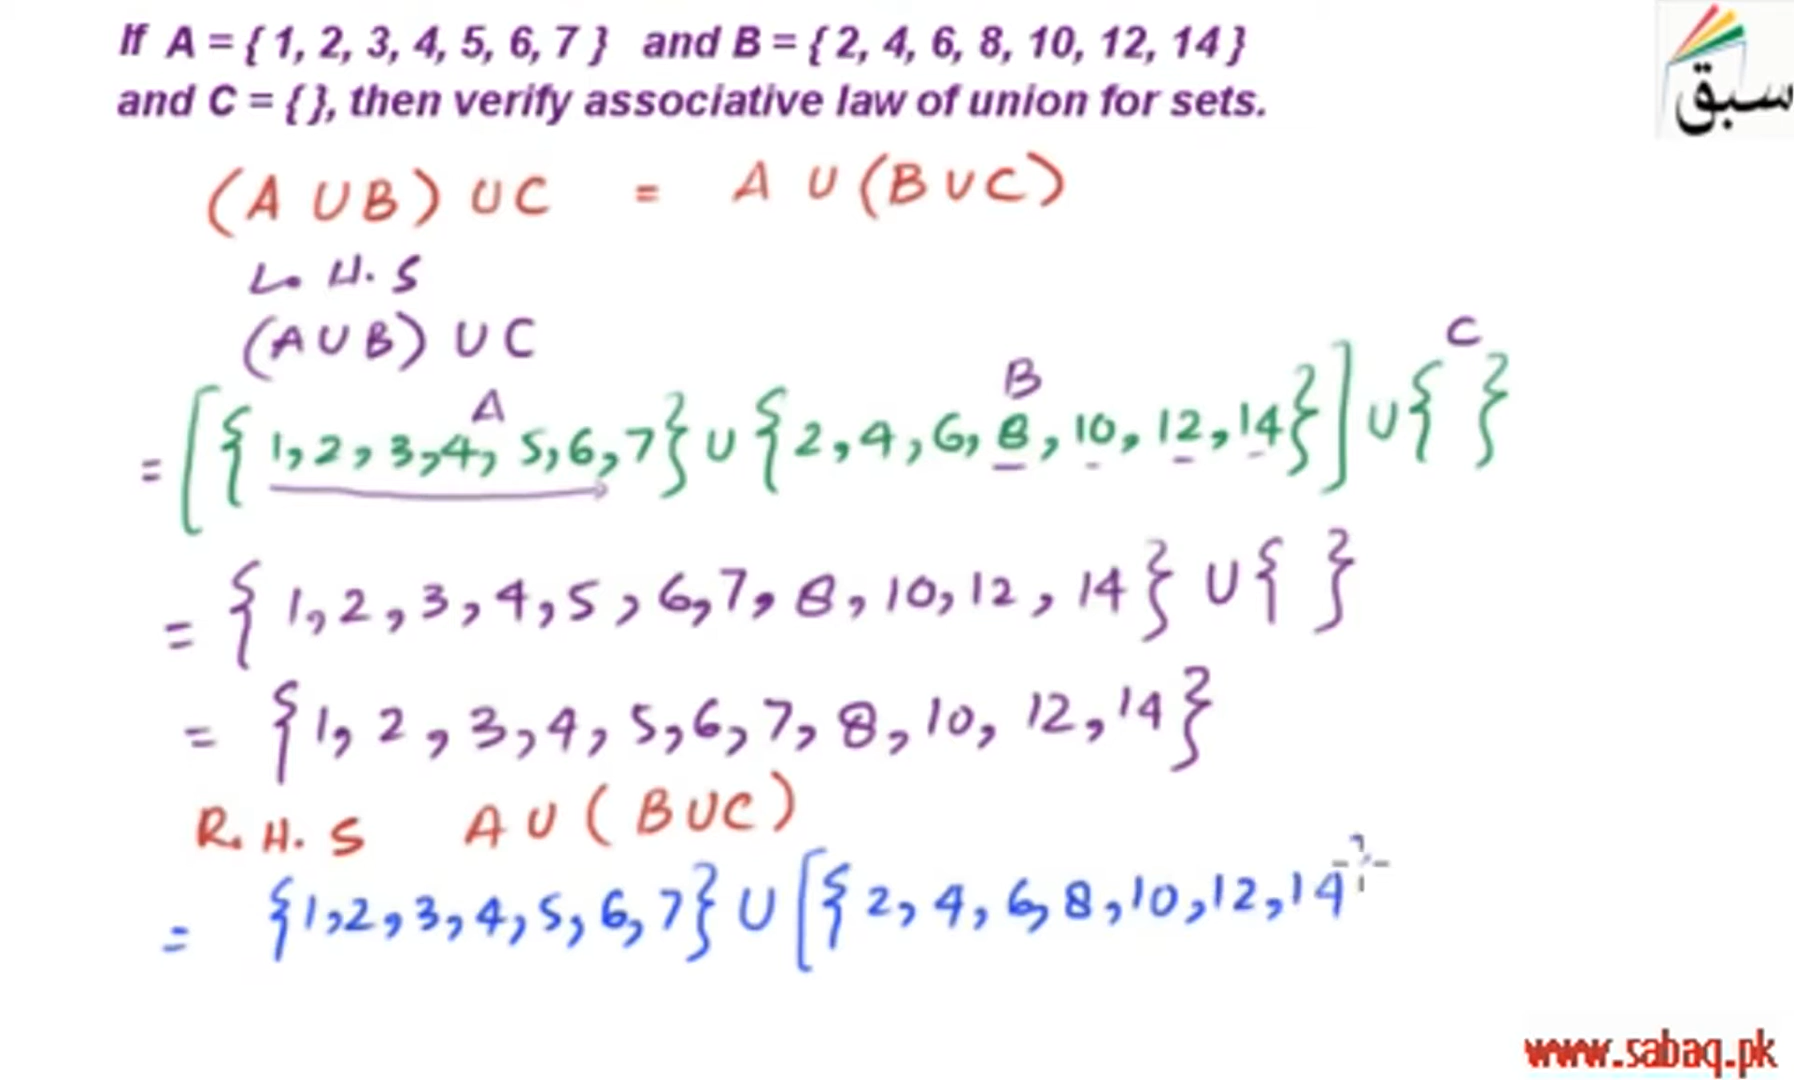 If A = { 1, 2, 3, 4, 5, 6, 7 } and B = { 2, 4, 6, 8, 10, 12, 14 }
and C = { }, then verify associative law of union for sets.
سبق
(A ∪ B) ∪ C = A ∪ (B ∪ C)
L. H. S
(A ∪ B) ∪ C
A B C
= [{ 1, 2, 3, 4, 5, 6, 7} ∪ {2, 4, 6, 8, 10, 12, 14}] ∪ { }
= { 1, 2, 3, 4, 5, 6, 7, 8, 10, 12, 14} ∪ { }
= {1, 2, 3, 4, 5, 6, 7, 8, 10, 12, 14}
R. H. S A ∪ (B ∪ C)
= {1, 2, 3, 4, 5, 6, 7} ∪ [{ 2, 4, 6, 8, 10, 12, 14
www.sabaq.pk